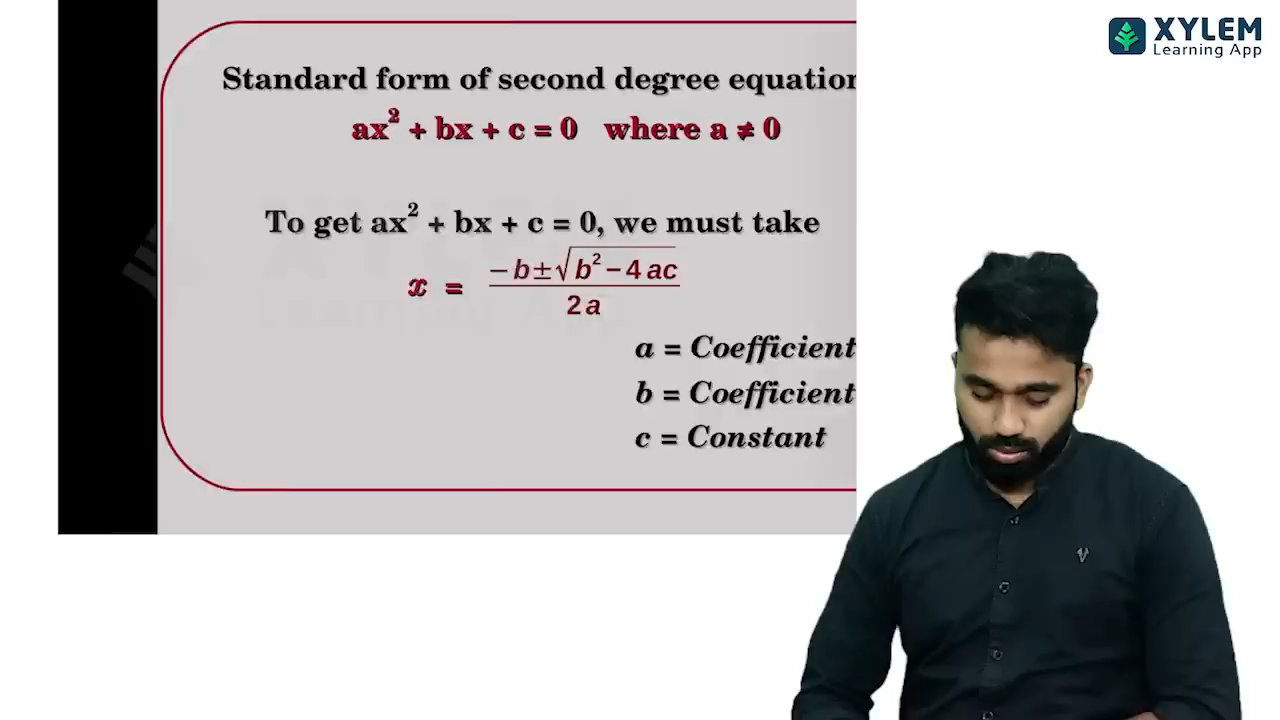 XYLEM
Learning App
Standard form of second degree equation
ax² + bx + c = 0 where a ≠ 0
To get ax² + bx + c = 0, we must take
x = −b±√b²−4ac / 2a
a = Coefficient
b = Coefficient
c = Constant